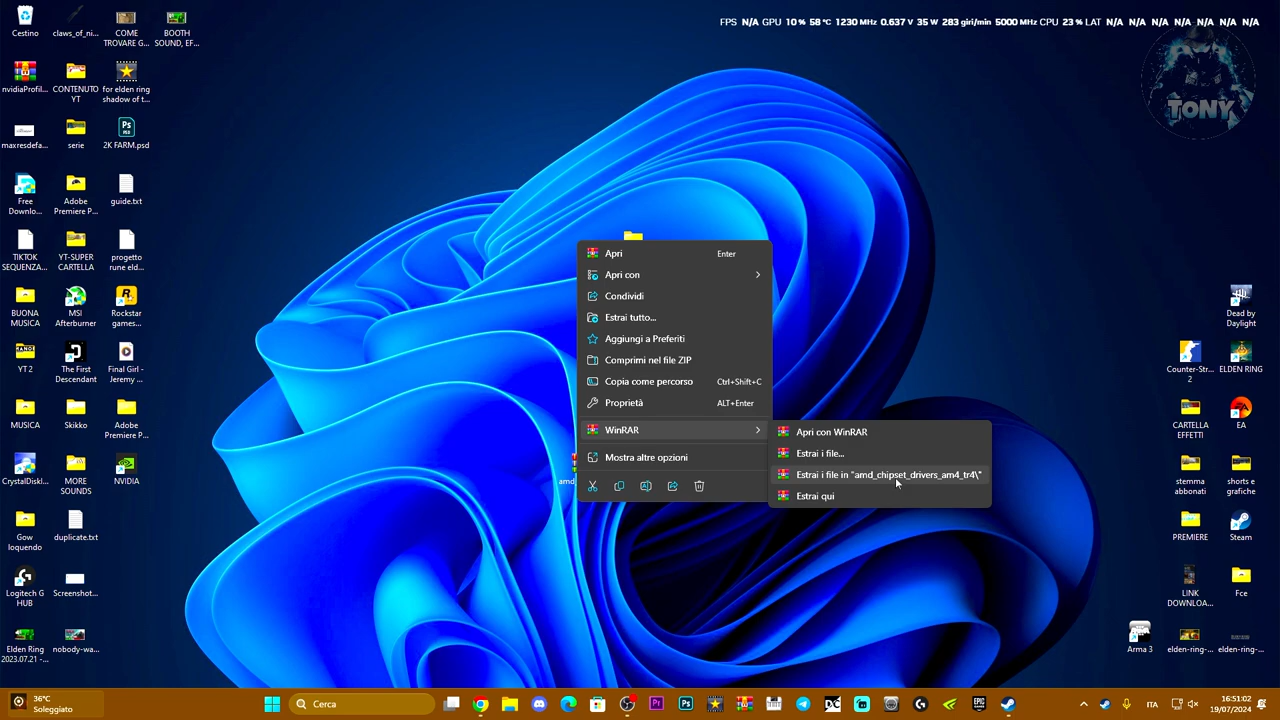 FPS N/A GPU 10 % 58 °C 1230 MHz 0.637 V 35 W 283 giri/min 5000 MHz CPU 23 % LAT N/A N/A N/A N/A N/A N/A N/A
TONY
Cestino
claws_of_ni...
COME
TROVARE G...
BOOTH
SOUND, EF...
nvidiaProfil...
CONTENUTO
YT
for elden ring
shadow of t...
maxresdefa...
serie
2K FARM.psd
Free
Downlo...
Adobe
Premiere P...
guide.txt
TIKTOK
SEQUENZA...
YT-SUPER
CARTELLA
progetto
rune eld...
BUONA
MUSICA
MSI
Afterburner
Rockstar
games...
YT 2
The First
Descendant
Final Girl -
Jeremy ...
MUSICA
Skikko
Adobe
Premiere P...
CrystalDiskI...
MORE
SOUNDS
NVIDIA
Gow
loquendo
duplicate.txt
Logitech G
HUB
Screenshot...
Elden Ring
2023.07.21 -...
nobody-wa...
Apri Enter
Apri con
Condividi
Estrai tutto...
Aggiungi a Preferiti
Comprimi nel file ZIP
Copia come percorso Ctrl+Shift+C
Proprietà ALT+Enter
WinRAR
Mostra altre opzioni
amd
Apri con WinRAR
Estrai i file...
Estrai i file in "amd_chipset_drivers_am4_tr4\"
Estrai qui
Dead by
Daylight
Counter-Str...
2
ELDEN RING
CARTELLA
EFFETTI
EA
stemma
abbonati
shorts e
grafiche
PREMIERE
Steam
LINK
DOWNLOA...
Fce
Arma 3
elden-ring-...
elden-ring-...
36°C
Soleggiato
Cerca
ITA
16:51:02
19/07/2024